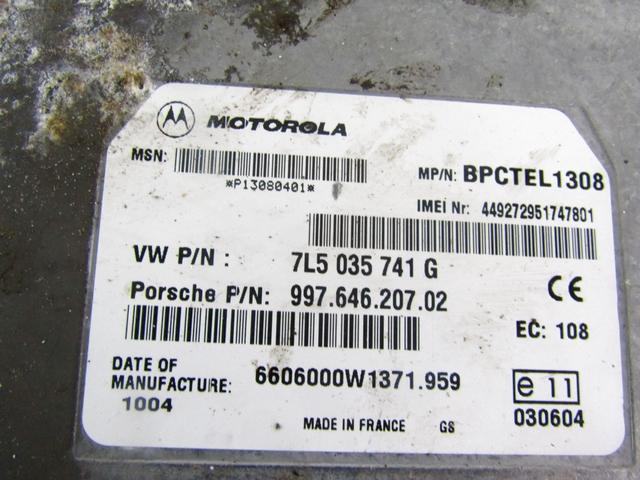 MOTOROLA
MSN:
*P13080401*
MP/N: BPCTEL1308
IMEI Nr: 449272951747801
VW P/N : 7L5 035 741 G
Porsche P/N: 997.646.207.02
CE
EC: 108
DATE OF
MANUFACTURE: 6606000W1371.959
1004
e 11
030604
MADE IN FRANCE GS